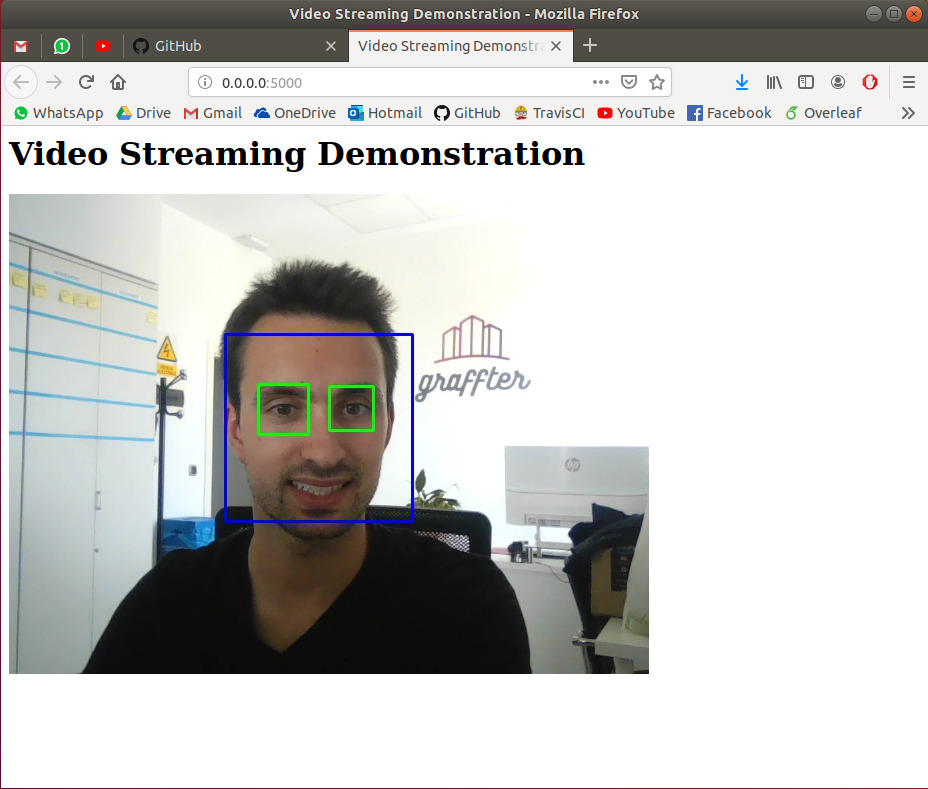 Video Streaming Demonstration - Mozilla Firefox
GitHub
Video Streaming Demonstra
0.0.0.0:5000
WhatsApp Drive Gmail OneDrive Hotmail GitHub TravisCI YouTube Facebook Overleaf
Video Streaming Demonstration
graffter
hp